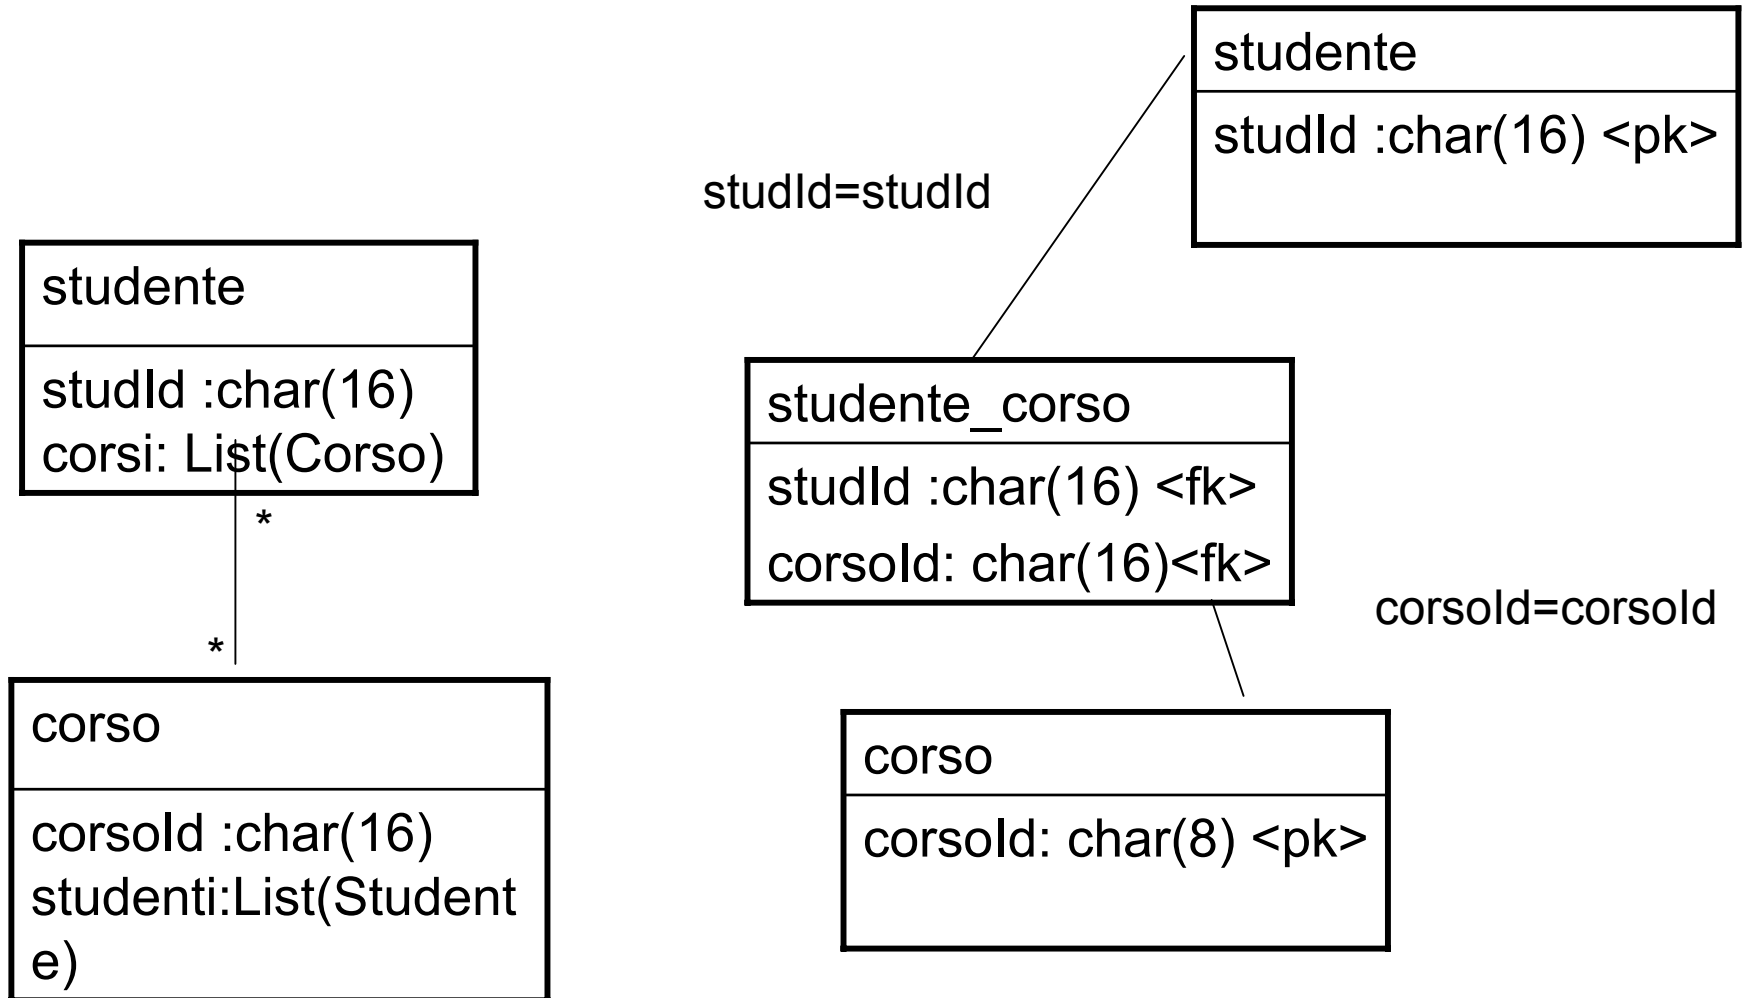 studente
studId :char(16)
corsi: List(Corso)
*
*
corso
corsoId :char(16)
studenti:List(Student
e)
studente
studId :char(16) <pk>
studId=studId
studente_corso
studId :char(16) <fk>
corsoId: char(16)<fk>
corsoId=corsoId
corso
corsoId: char(8) <pk>